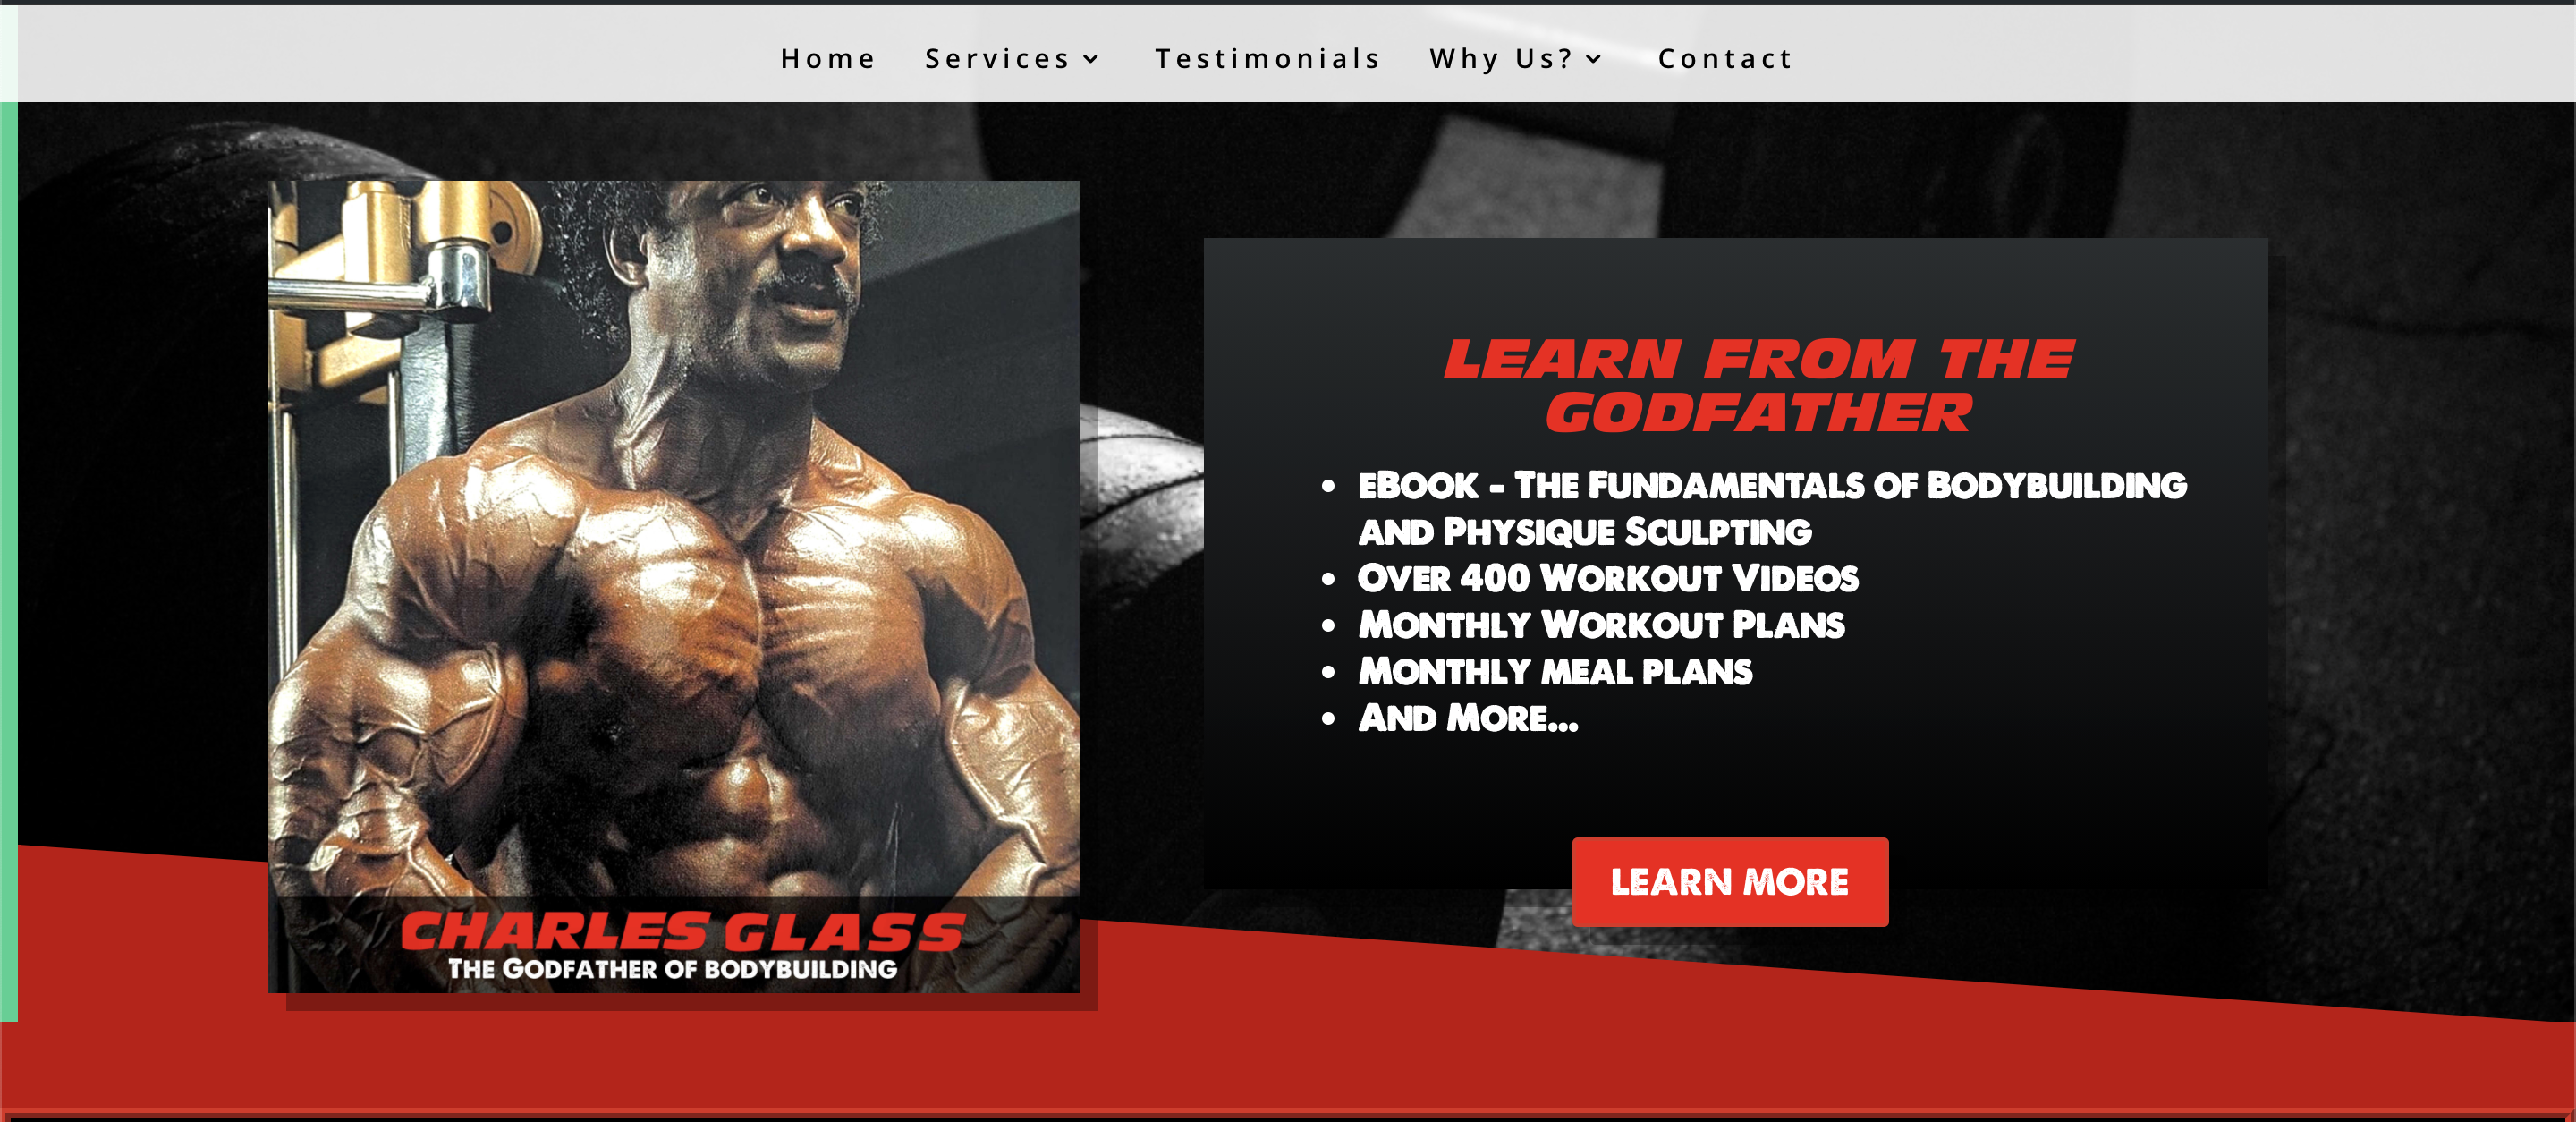 Home Services Testimonials Why Us? Contact
LEARN FROM THE
GODFATHER
eBook - The Fundamentals of Bodybuilding
and Physique Sculpting
Over 400 Workout Videos
Monthly Workout Plans
Monthly meal plans
And More...
LEARN MORE
CHARLES GLASS
The Godfather of bodybuilding